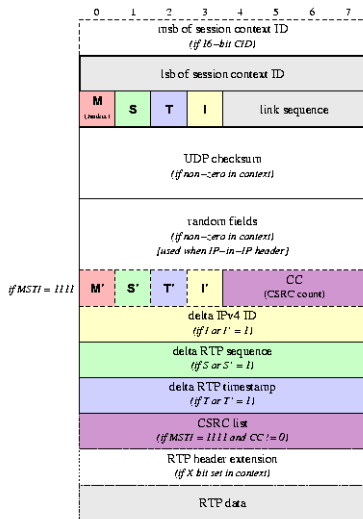 0 1 2 3 4 5 6 7
msb of session context ID
(if 16-bit CID)
lsb of session context ID
M S T I link sequence
(marker)
UDP checksum
(if non-zero in context)
random fields
(if non-zero in context)
[used when IP-in-IP header]
if MSTI = 1111 M' S' T' I' CC
(CSRC count)
delta IPv4 ID
(if I or I' = 1)
delta RTP sequence
(if S or S' = 1)
delta RTP timestamp
(if T or T' = 1)
CSRC list
(if MSTI = 1111 and CC != 0)
RTP header extension
(if X bit set in context)
RTP data